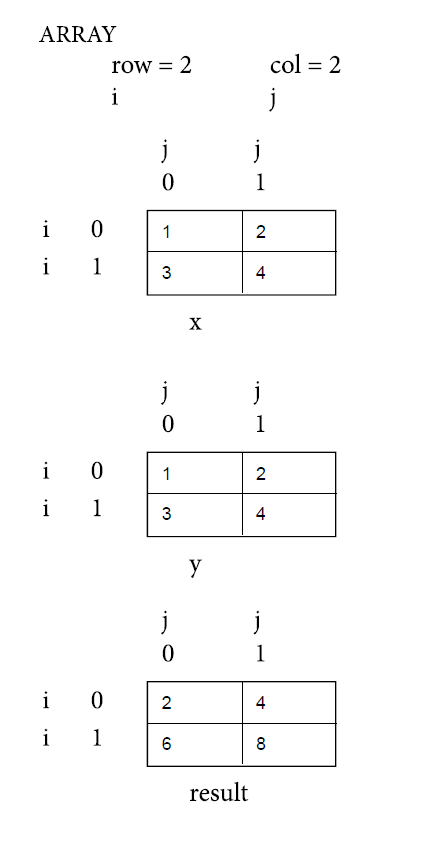 ARRAY
row = 2 col = 2
i j
j j
0 1
i 0 1 2
i 1 3 4
x
j j
0 1
i 0 1 2
i 1 3 4
y
j j
0 1
i 0 2 4
i 1 6 8
result